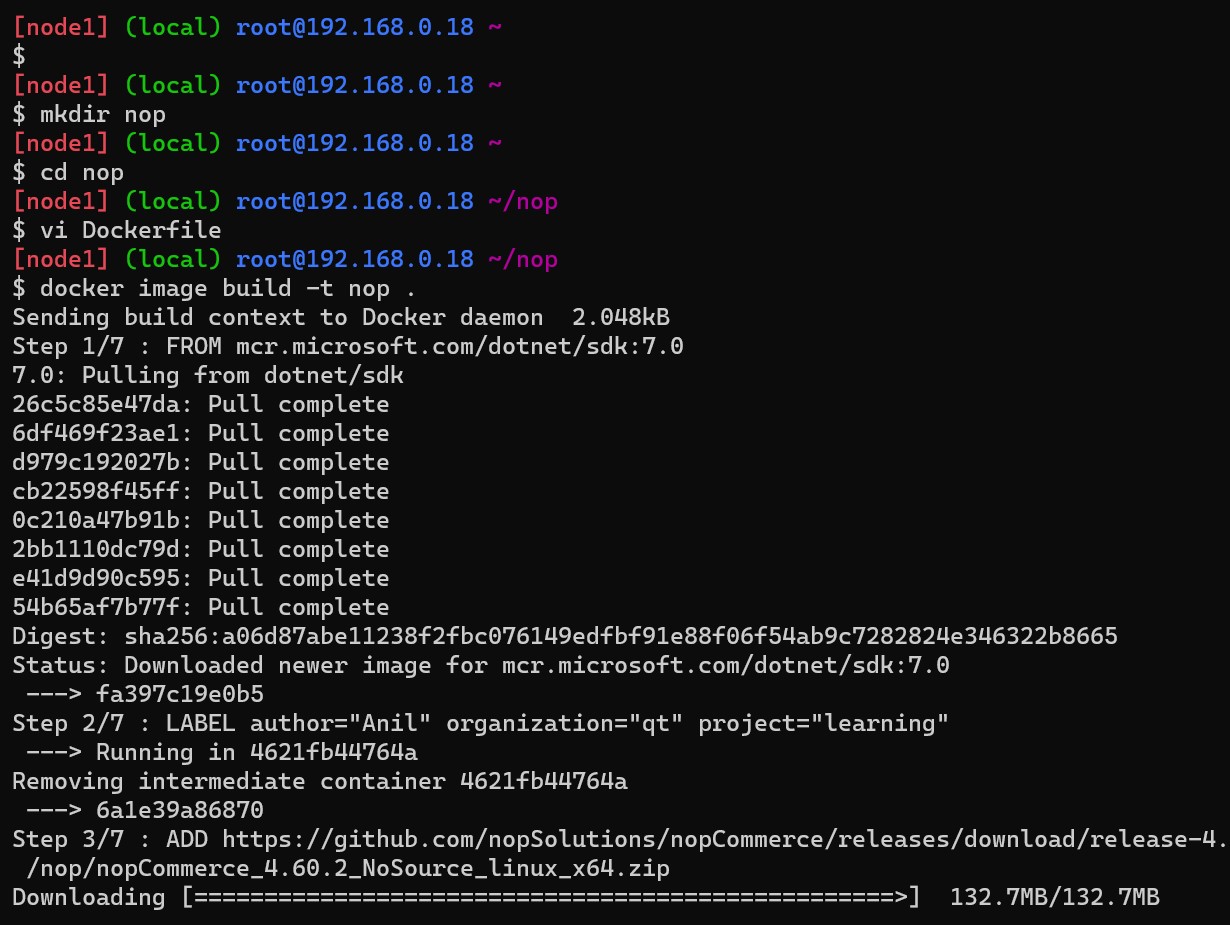 [node1] (local) root@192.168.0.18 ~
$
[node1] (local) root@192.168.0.18 ~
$ mkdir nop
[node1] (local) root@192.168.0.18 ~
$ cd nop
[node1] (local) root@192.168.0.18 ~/nop
$ vi Dockerfile
[node1] (local) root@192.168.0.18 ~/nop
$ docker image build -t nop .
Sending build context to Docker daemon  2.048kB
Step 1/7 : FROM mcr.microsoft.com/dotnet/sdk:7.0
7.0: Pulling from dotnet/sdk
26c5c85e47da: Pull complete
6df469f23ae1: Pull complete
d979c192027b: Pull complete
cb22598f45ff: Pull complete
0c210a47b91b: Pull complete
2bb1110dc79d: Pull complete
e41d9d90c595: Pull complete
54b65af7b77f: Pull complete
Digest: sha256:a06d87abe11238f2fbc076149edfbf91e88f06f54ab9c7282824e346322b8665
Status: Downloaded newer image for mcr.microsoft.com/dotnet/sdk:7.0
 ---> fa397c19e0b5
Step 2/7 : LABEL author="Anil" organization="qt" project="learning"
 ---> Running in 4621fb44764a
Removing intermediate container 4621fb44764a
 ---> 6a1e39a86870
Step 3/7 : ADD https://github.com/nopSolutions/nopCommerce/releases/download/release-4.
 /nop/nopCommerce_4.60.2_NoSource_linux_x64.zip
Downloading [==================================================>]  132.7MB/132.7MB